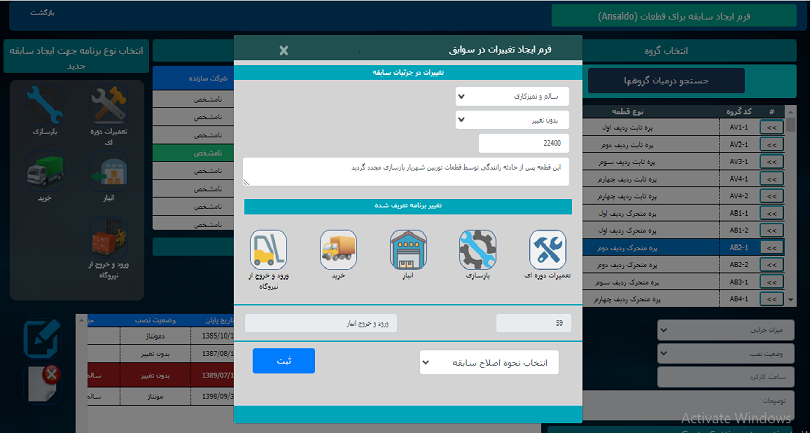 فرم ایجاد سابقه برای قطعات (Ansaldo)
بازگشت
انتخاب گروه
جستجو درمیان گروهها
# کد گروه نوع قطعه
<< AV1-1 پره ثابت ردیف اول
<< AV2-1 پره ثابت ردیف دوم
<< AV3-1 پره ثابت ردیف سوم
<< AV4-1 پره ثابت ردیف چهارم
<< AV4-2 پره ثابت ردیف چهارم
<< AB1-1 پره متحرک ردیف اول
<< AB1-2 پره متحرک ردیف اول
<< AB2-1 پره متحرک ردیف دوم
<< AB2-2 پره متحرک ردیف دوم
<< AB3-1 پره متحرک ردیف سوم
<< AB4-1 پره متحرک ردیف چهارم
میزان خرابی
وضعیت نصب
ساعت کارکرد
توضیحات
فرم ایجاد تغییرات در سوابق
×
تغییرات در جزئیات سابقه
سالم و تمیزکاری
بدون تغییر
22400
این قطعه پس از حادثه رانندگی توسط قطعات توربین شهریار بازسازی مجدد گردید
تغییر برنامه تعریف شده
تعمیرات دوره ای
بازسازی
انبار
خرید
ورود و خروج از نیروگاه
59
ورود و خروج انبار
انتخاب نحوه اصلاح سابقه
ثبت
شرکت سازنده
نامشخص
نامشخص
نامشخص
نامشخص
نامشخص
نامشخص
نامشخص
نامشخص
انتخاب نوع برنامه جهت ایجاد سابقه
جدید
تعمیرات دوره
ای
بازسازی
انبار
خرید
ورود و خروج از
نیروگاه
تاریخ پایان وضعیت نصب
1385/10/1 دمونتاژ
1387/08/1 بدون تغییر
1389/07/1 بدون تغییر
1398/09/3 مونتاژ
Activate Windows